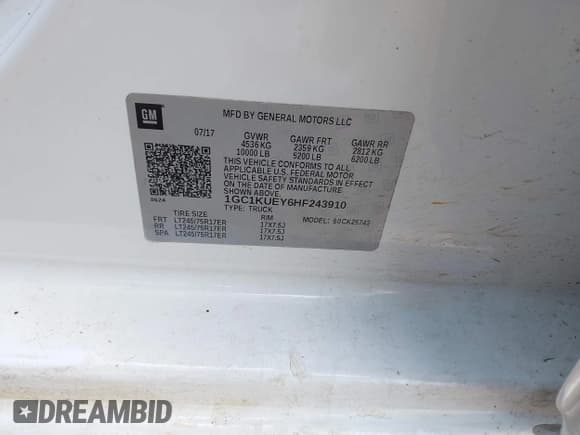 GM
MFD BY GENERAL MOTORS LLC
07/17 GVWR GAWR FRT GAWR RR
4536 KG 2359 KG 2812 KG
10000 LB 5200 LB 6200 LB
THIS VEHICLE CONFORMS TO ALL
APPLICABLE U.S. FEDERAL MOTOR
VEHICLE SAFETY STANDARDS IN
EFFECT ON THE DATE OF MANUFACTURE
SHOWN ABOVE.
1GC1KUEY6HF243910
0424 TYPE: TRUCK
TIRE SIZE RIM MODEL:
FRT LT245/75R17ER 17X7.5J
RR LT245/75R17ER 17X7.5J
SPA LT245/75R17ER 17X7.5J
DREAMBID